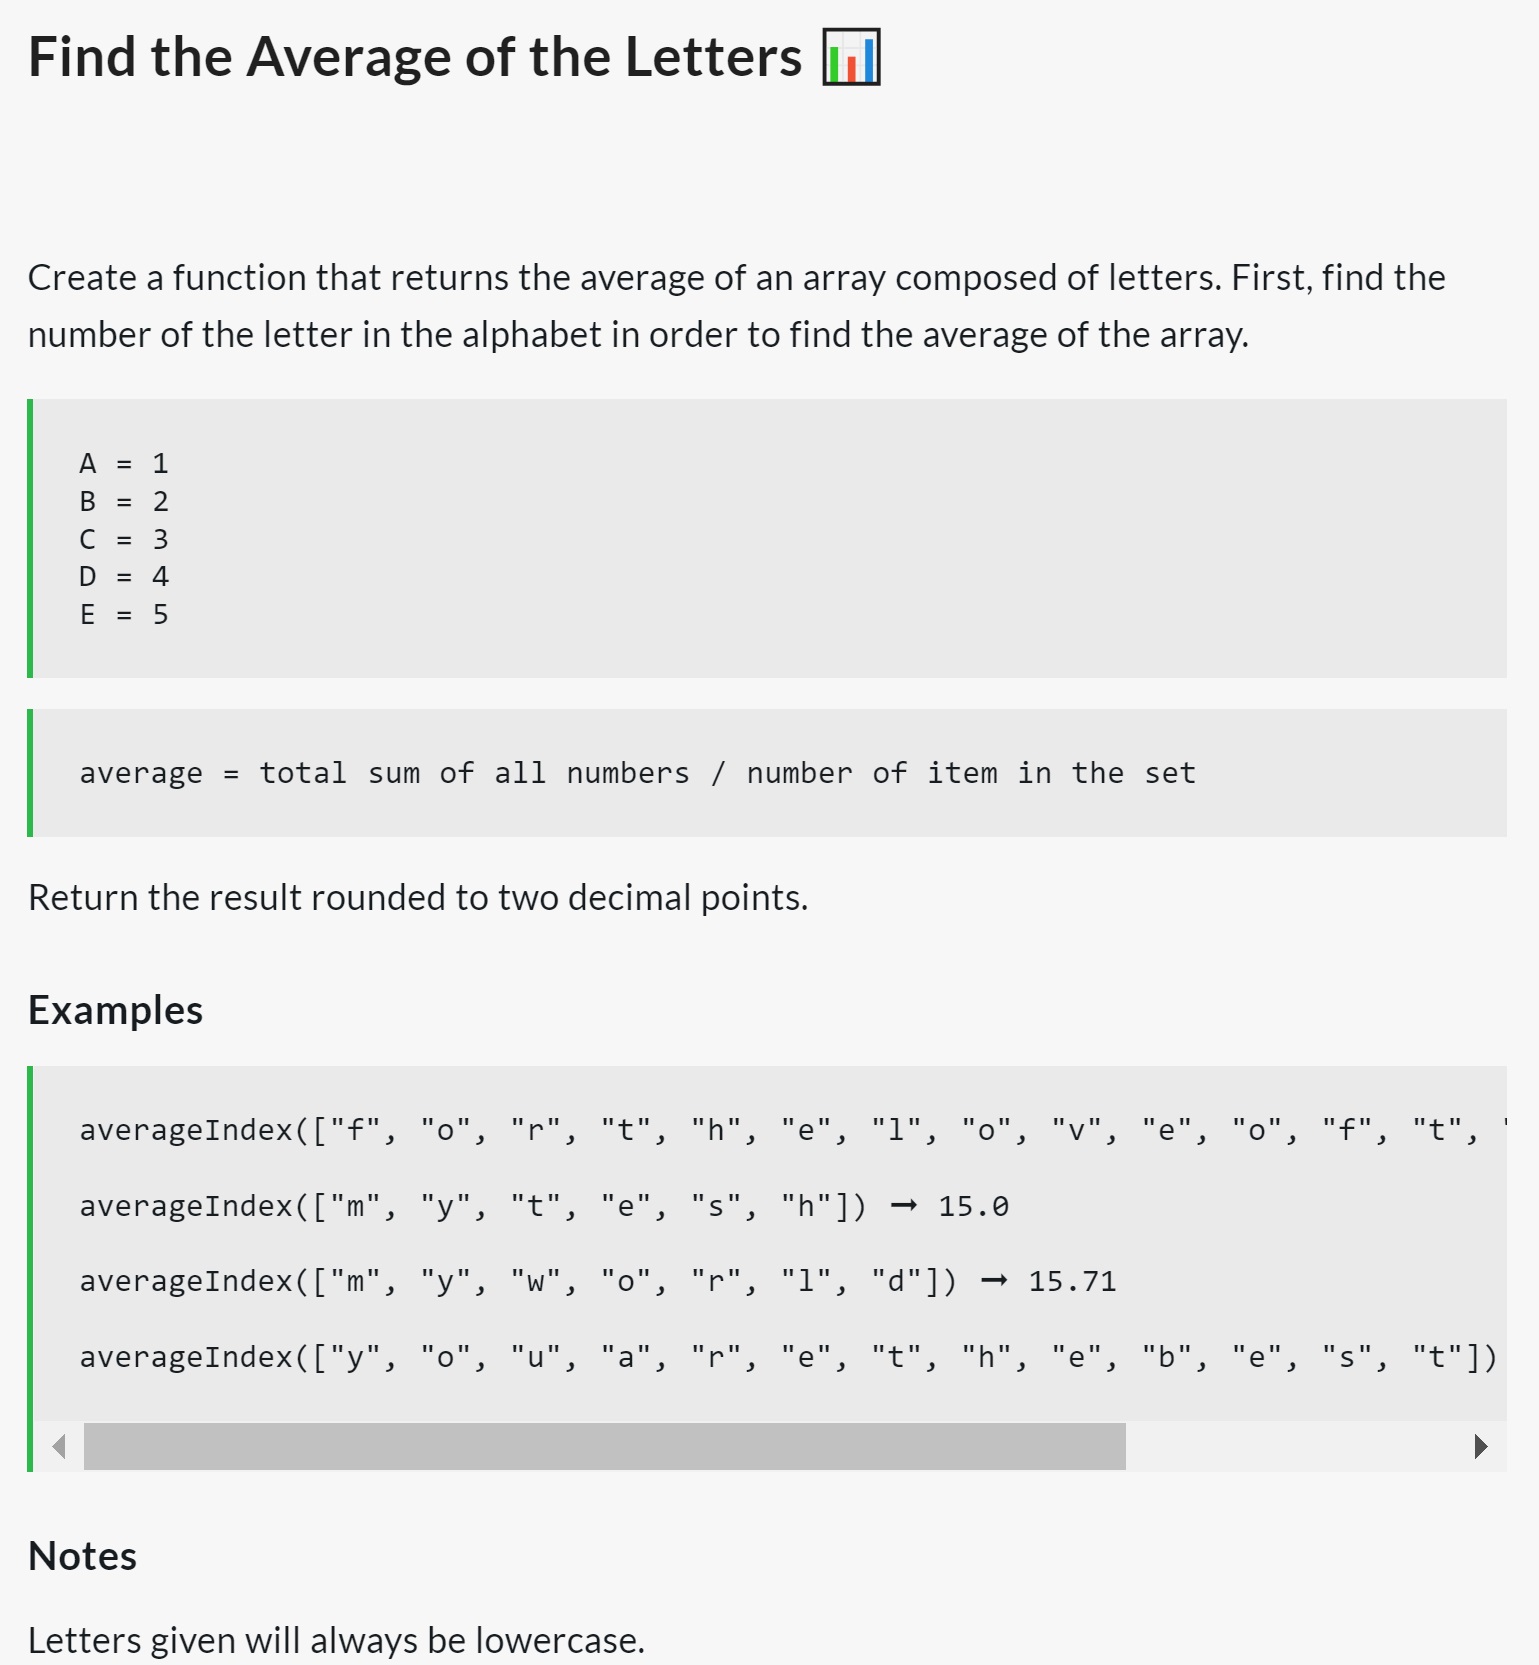 Find the Average of the Letters
Create a function that returns the average of an array composed of letters. First, find the
number of the letter in the alphabet in order to find the average of the array.
A = 1
B = 2
C = 3
D = 4
E = 5
average = total sum of all numbers / number of item in the set
Return the result rounded to two decimal points.
Examples
averageIndex(["f", "o", "r", "t", "h", "e", "l", "o", "v", "e", "o", "f", "t",
averageIndex(["m", "y", "t", "e", "s", "h"]) ➞ 15.0
averageIndex(["m", "y", "w", "o", "r", "l", "d"]) ➞ 15.71
averageIndex(["y", "o", "u", "a", "r", "e", "t", "h", "e", "b", "e", "s", "t"])
Notes
Letters given will always be lowercase.